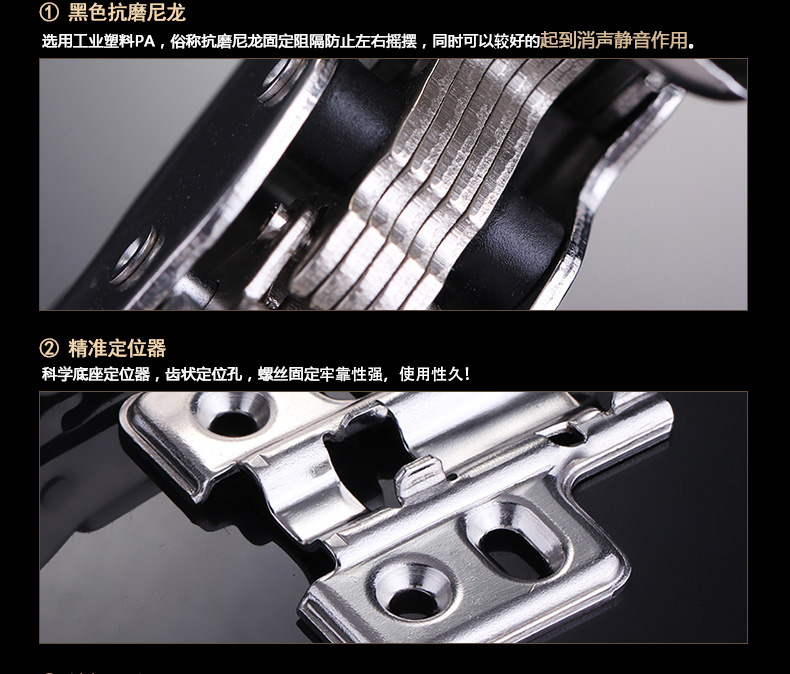 ① 黑色抗磨尼龙
选用工业塑料PA，俗称抗磨尼龙固定阻隔防止左右摇摆，同时可以较好的起到消声静音作用。
② 精准定位器
科学底座定位器，齿状定位孔，螺丝固定牢靠性强，使用性久！